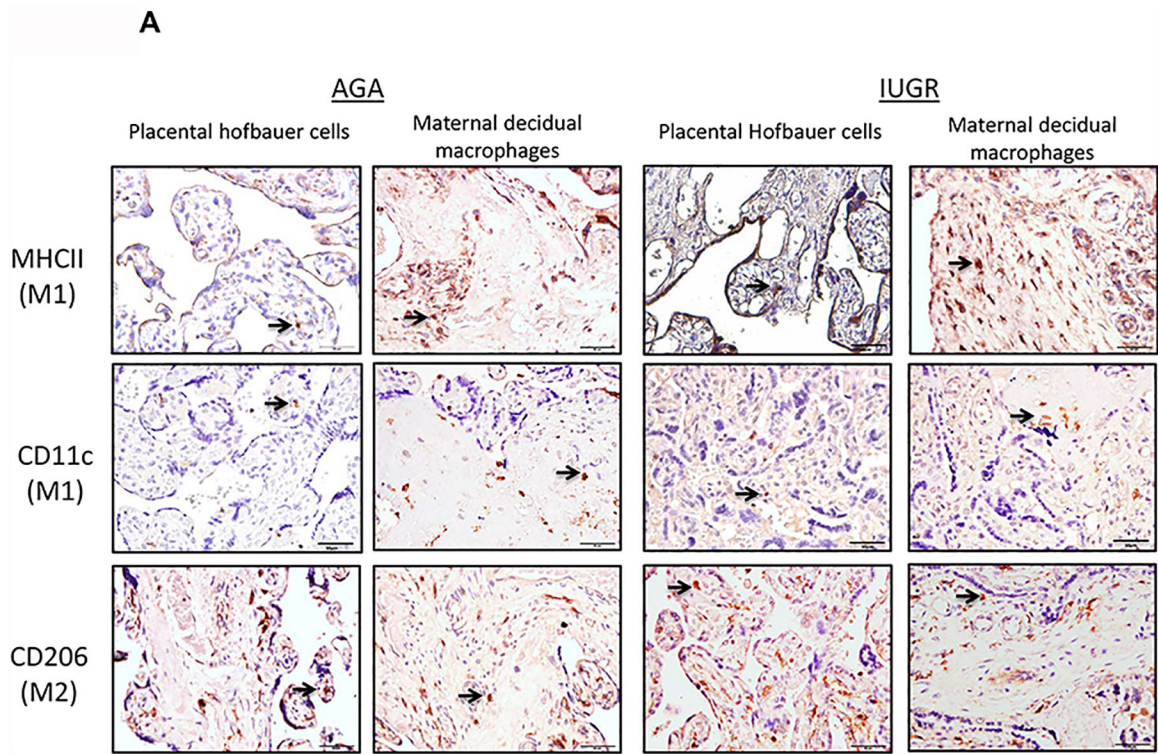 A
AGA
IUGR
Placental hofbauer cells
Maternal decidual
macrophages
Placental Hofbauer cells
Maternal decidual
macrophages
MHCII
(M1)
CD11c
(M1)
CD206
(M2)